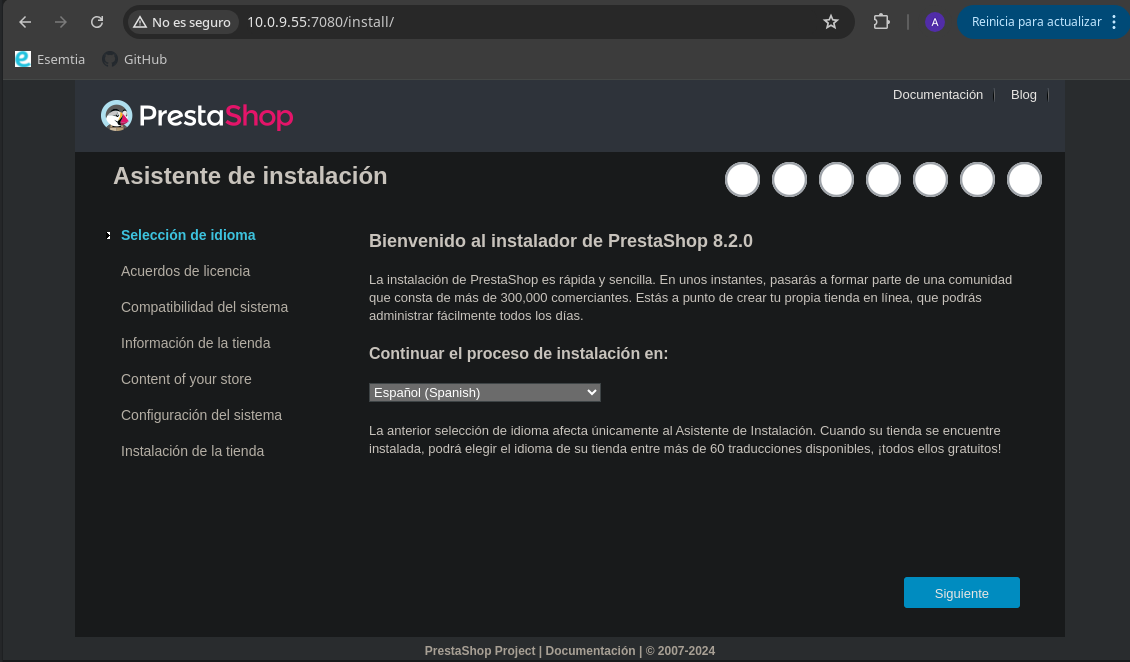 No es seguro 10.0.9.55:7080/install/ A Reinicia para actualizar
Esemtia GitHub
Documentación Blog
PrestaShop
Asistente de instalación
Selección de idioma
Acuerdos de licencia
Compatibilidad del sistema
Información de la tienda
Content of your store
Configuración del sistema
Instalación de la tienda
Bienvenido al instalador de PrestaShop 8.2.0
La instalación de PrestaShop es rápida y sencilla. En unos instantes, pasarás a formar parte de una comunidad
que consta de más de 300,000 comerciantes. Estás a punto de crear tu propia tienda en línea, que podrás
administrar fácilmente todos los días.
Continuar el proceso de instalación en:
Español (Spanish)
La anterior selección de idioma afecta únicamente al Asistente de Instalación. Cuando su tienda se encuentre
instalada, podrá elegir el idioma de su tienda entre más de 60 traducciones disponibles, ¡todos ellos gratuitos!
Siguiente
PrestaShop Project | Documentación | © 2007-2024